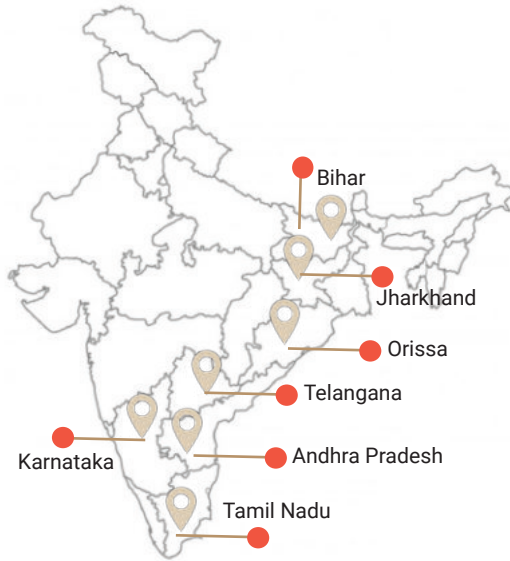 Bihar
Jharkhand
Orissa
Telangana
Karnataka
Andhra Pradesh
Tamil Nadu